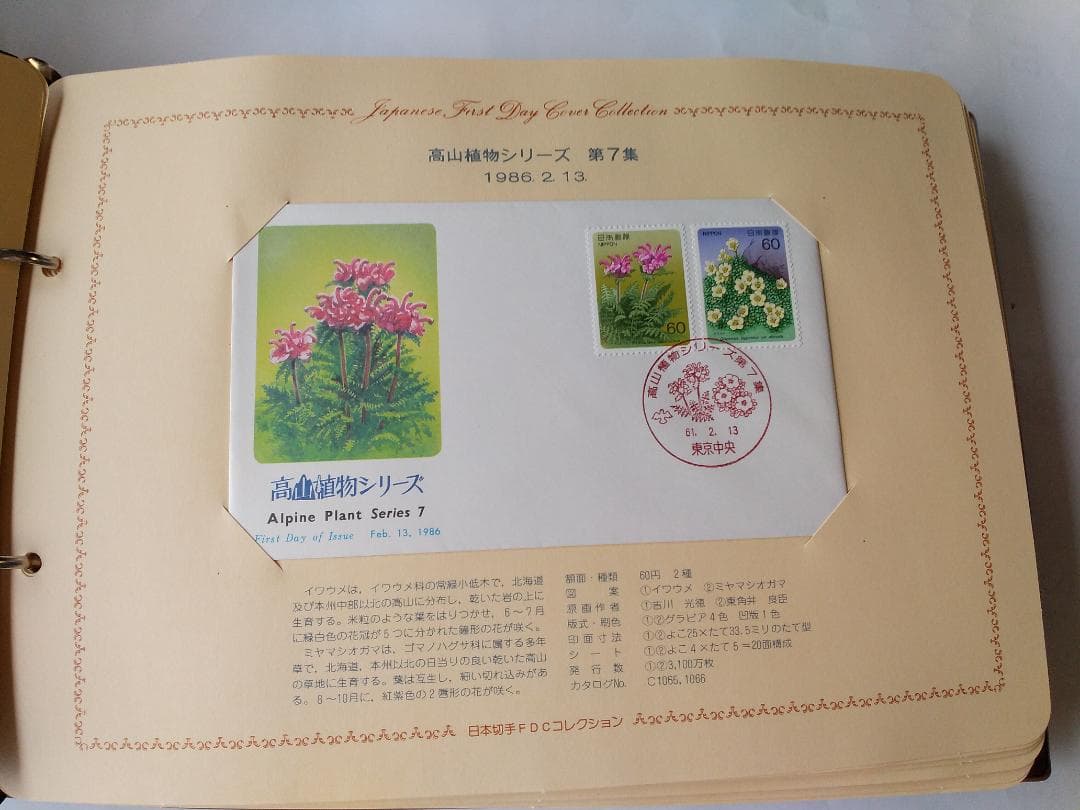 Japanese First Day Cover Collection
高山植物シリーズ 第7集
1986.2.13.
日本郵便
NIPPON
60
NIPPON
日本郵便
60
高山植物シリーズ第7集
61. 2. 13
東京中央
高山植物シリーズ
Alpine Plant Series 7
First Day of Issue Feb. 13, 1986
イワウメは，イワウメ科の常緑小低木で，北海道
及び本州中部以北の高山に分布し，乾いた岩の上に
生育する。米粒のような葉をはりつかせ，6〜7月
に緑白色の花冠が5つに分かれた鐘形の花が咲く。
ミヤマシオガマは，ゴマノハグサ科に属する多年
草で，北海道，本州以北の日当りの良い乾いた高山
の草地に生育する。葉は互生し，細い切れ込みがあ
る。8〜10月に，紅紫色の2唇形の花が咲く。
額面・種類 60円 2種
図案 ①イワウメ ②ミヤマシオガマ
原画作者 ①吉川 光 ②東角井 良臣
版式・刷色 ①②グラビア4色 凹版1色
印面寸法 ①②よこ25×たて33.5ミリのたて型
シート ①②よこ4×たて5=20面構成
発行数 ①②3,100万枚
カタログNo. C1065,1066
日本切手FDCコレクション